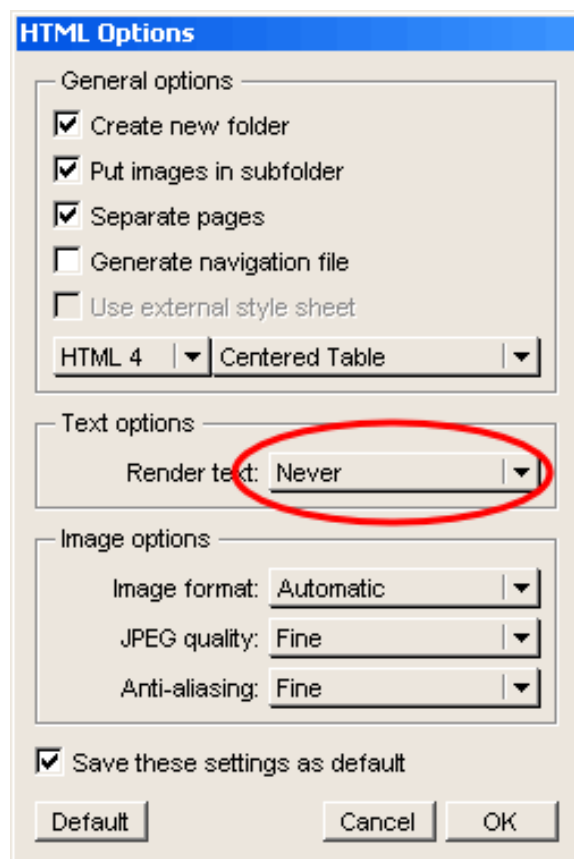 HTML Options
General options
Create new folder
Put images in subfolder
Separate pages
Generate navigation file
Use external style sheet
HTML 4 Centered Table
Text options
Render text: Never
Image options
Image format: Automatic
JPEG quality: Fine
Anti-aliasing: Fine
Save these settings as default
Default Cancel OK